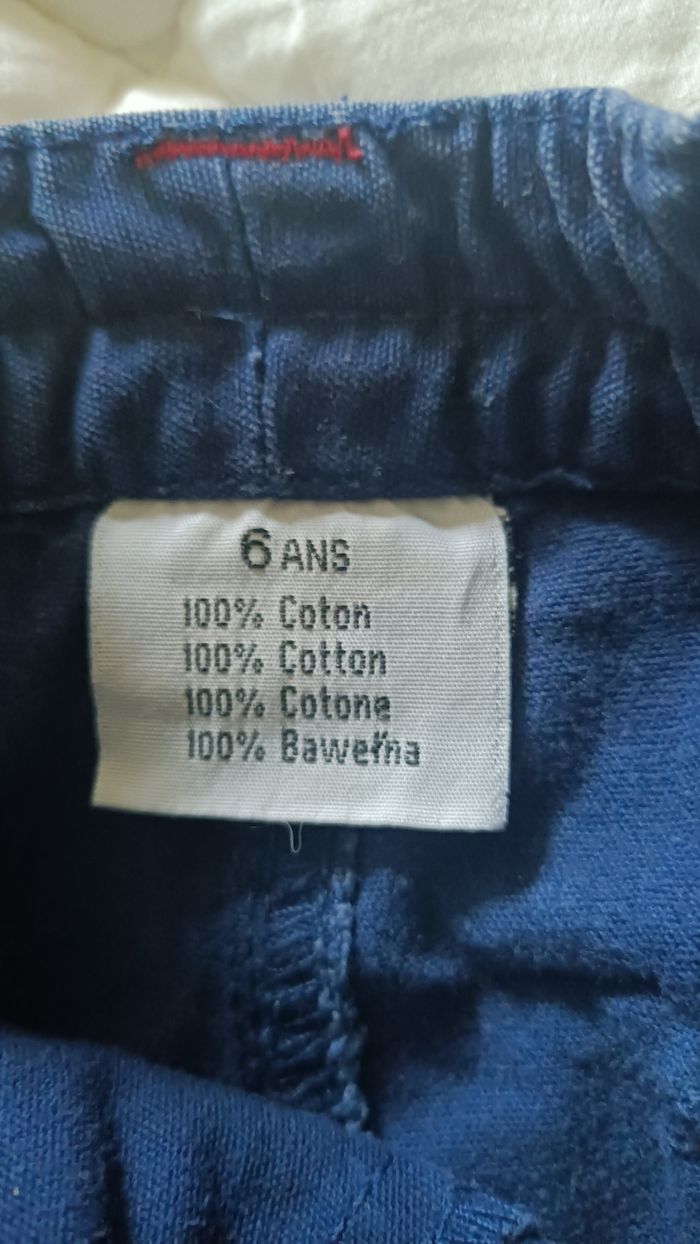 6 ANS
100% Coton
100% Cotton
100% Cotone
100% Bawełna